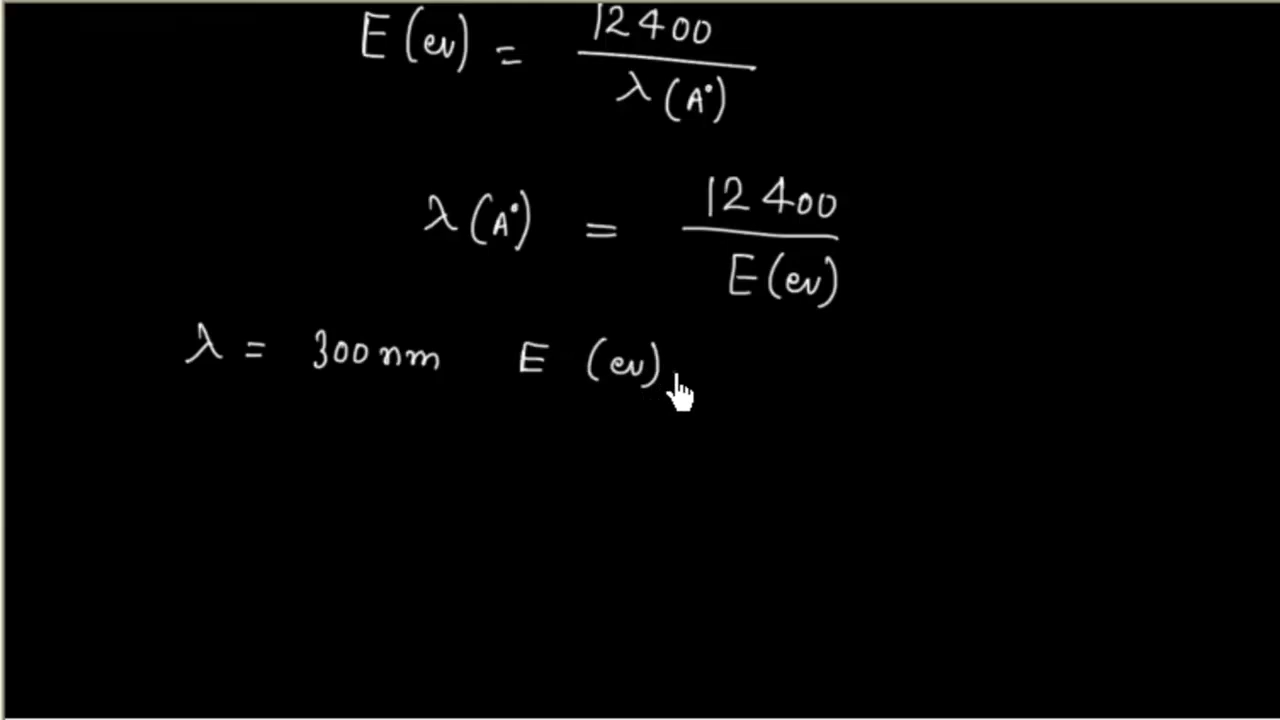 E (ev) = 12400 / λ (A°)
λ (A°) = 12400 / E (ev)
λ = 300 nm E (ev)